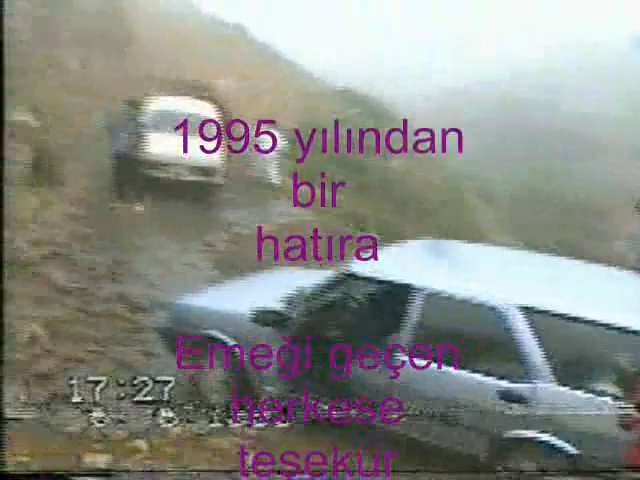 1995 yılından
bir
hatıra
Emeği geçen
herkese
teşekur
17:27